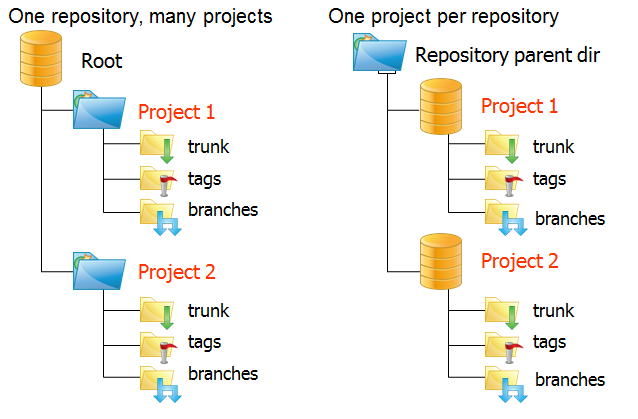 One repository, many projects
Root
Project 1
trunk
tags
branches
Project 2
trunk
tags
branches
One project per repository
Repository parent dir
Project 1
trunk
tags
branches
Project 2
trunk
tags
branches